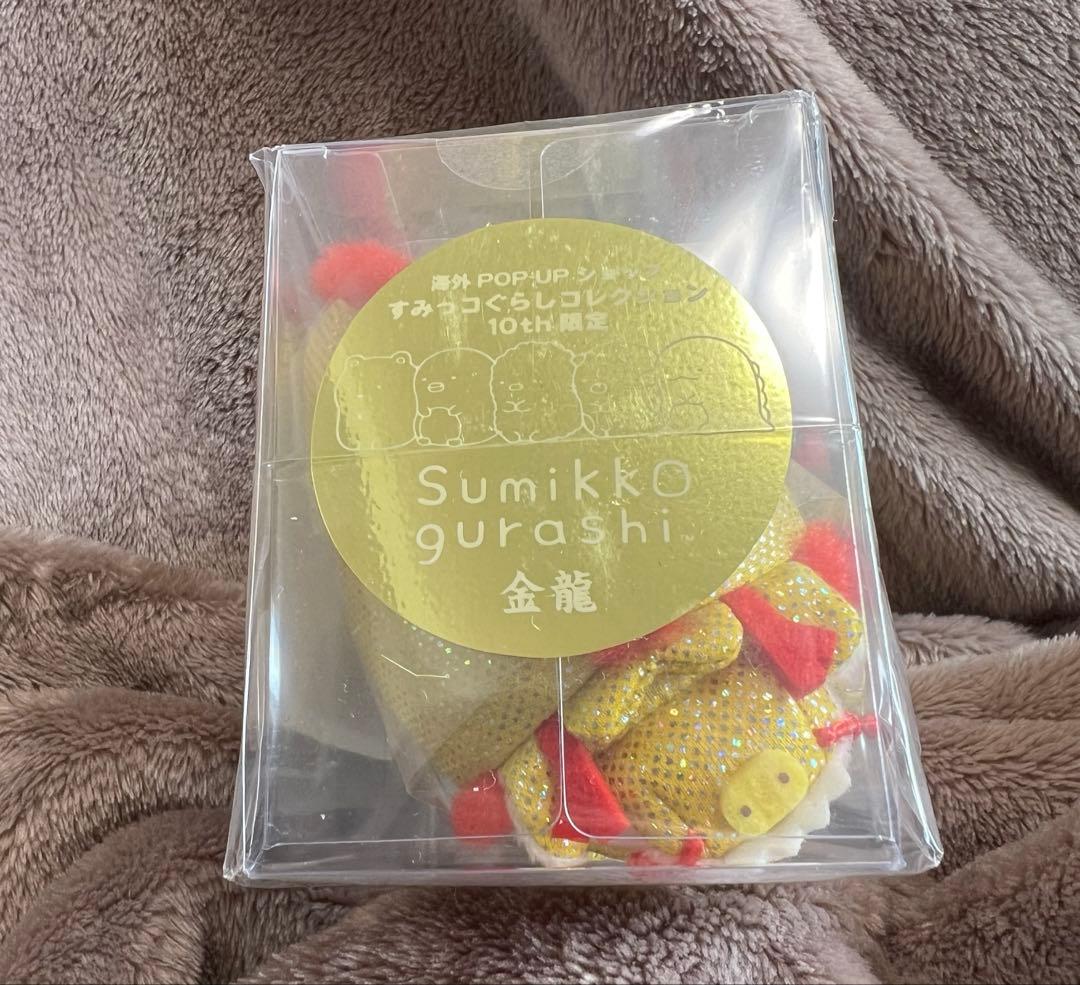 海外 POP-UP ショップ
すみっコぐらしコレクション
10th 限定
Sumikko
gurashi
金龍